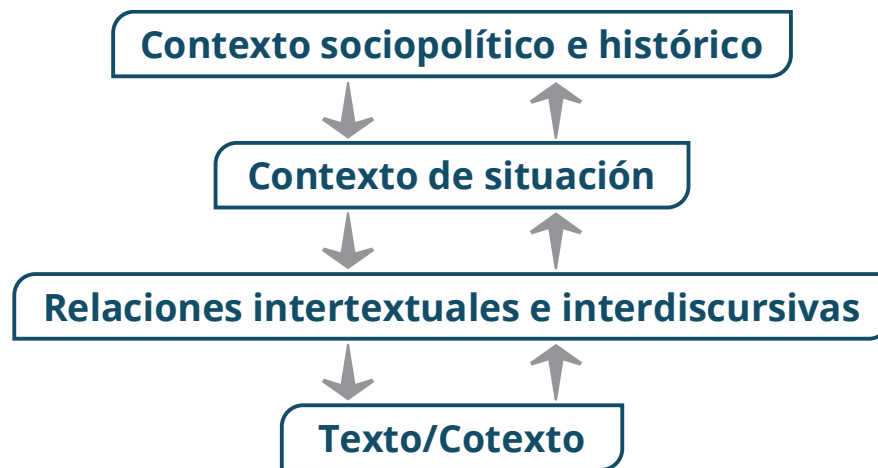 Contexto sociopolítico e histórico
Contexto de situación
Relaciones intertextuales e interdiscursivas
Texto/Cotexto